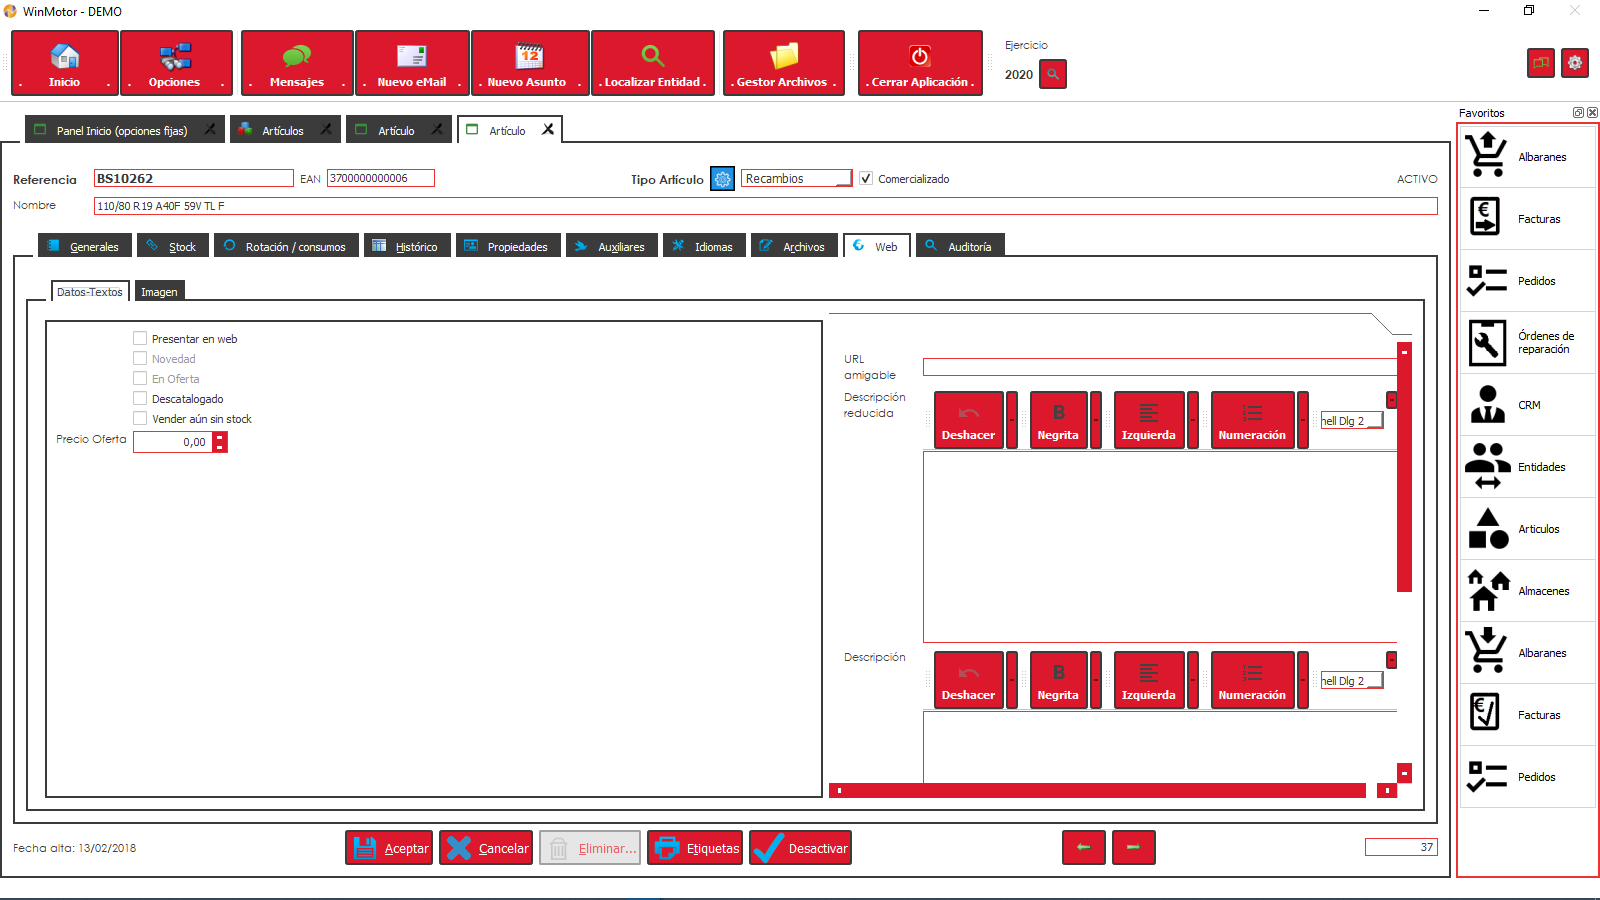 WinMotor - DEMO
. Inicio .
. Opciones .
. Mensajes .
. Nuevo eMail .
. Nuevo Asunto .
. Localizar Entidad .
. Gestor Archivos .
. Cerrar Aplicación .
Ejercicio
2020
Favoritos
Panel Inicio (opciones fijas)
Artículos
Artículo
Artículo
Referencia
BS10262
EAN
3700000000006
Tipo Artículo
Recambios
Comercializado
ACTIVO
Nombre
110/80 R19 A40F 59V TL F
Generales
Stock
Rotación / consumos
Histórico
Propiedades
Auxiliares
Idiomas
Archivos
Web
Auditoría
Datos-Textos
Imagen
Presentar en web
Novedad
En Oferta
Descatalogado
Vender aún sin stock
Precio Oferta
0,00
URL
amigable
Descripción
reducida
Deshacer
B
Negrita
Izquierda
Numeración
nell Dlg 2
Descripción
Deshacer
B
Negrita
Izquierda
Numeración
nell Dlg 2
Fecha alta: 13/02/2018
Aceptar
Cancelar
Eliminar...
Etiquetas
Desactivar
37
Albaranes
Facturas
Pedidos
Órdenes de
reparación
CRM
Entidades
Articulos
Almacenes
Albaranes
Facturas
Pedidos